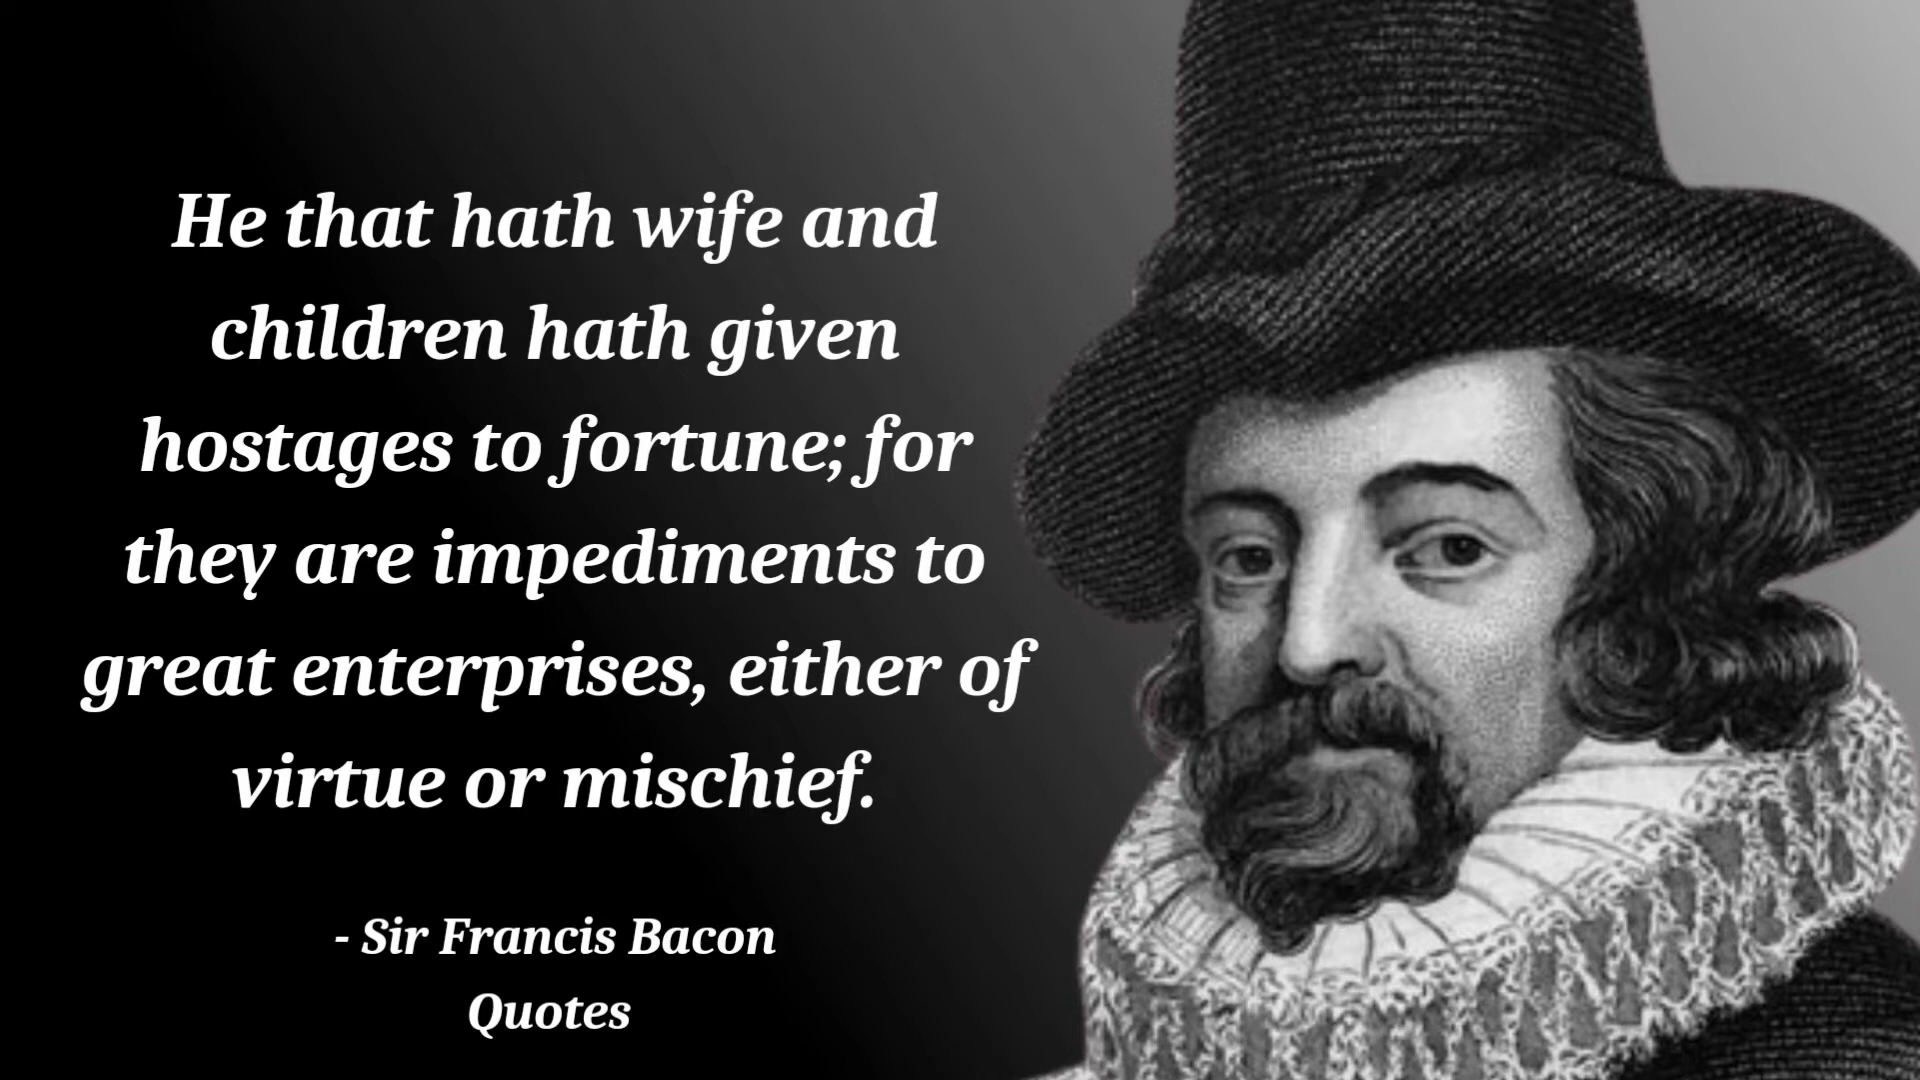 He that hath wife and
children hath given
hostages to fortune; for
they are impediments to
great enterprises, either of
virtue or mischief.
- Sir Francis Bacon
Quotes